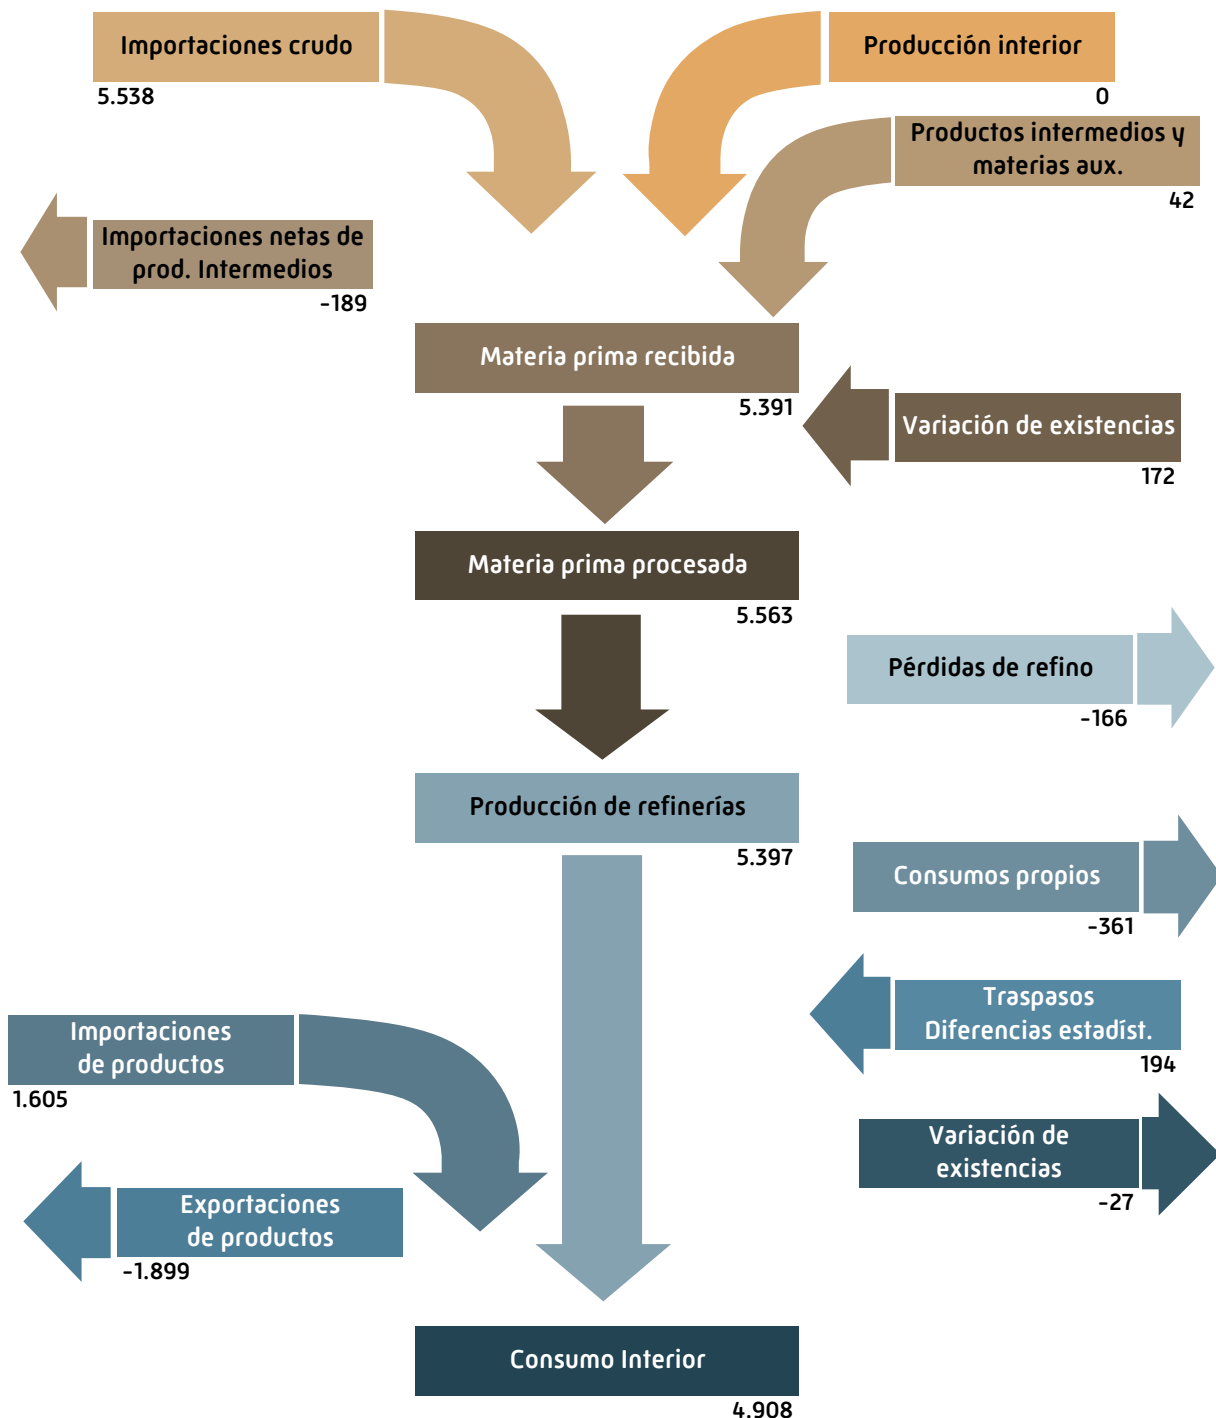 Importaciones crudo
5.538
Producción interior
0
Productos intermedios y
materias aux.
42
Importaciones netas de
prod. Intermedios
-189
Materia prima recibida
5.391
Variación de existencias
172
Materia prima procesada
5.563
Pérdidas de refino
-166
Producción de refinerías
5.397
Consumos propios
-361
Traspasos
Diferencias estadíst.
194
Importaciones
de productos
1.605
Variación de
existencias
-27
Exportaciones
de productos
-1.899
Consumo Interior
4.908